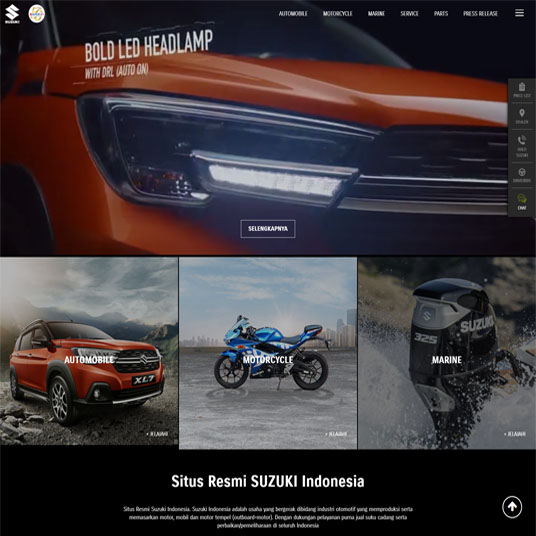 SUZUKI
AUTOMOBILE MOTORCYCLE MARINE SERVICE PARTS PRESS RELEASE
BOLD LED HEADLAMP
WITH DRL (AUTO ON)
PRICE LIST
DEALER
HALO
SUZUKI
CHAT
SELENGKAPNYA
SUZUKI
325
AUTOMOBILE
MOTORCYCLE
MARINE
XL7
+ JELAJAHI
+ JELAJAHI
+ JELAJAHI
Situs Resmi SUZUKI Indonesia
Situs Resmi Suzuki Indonesia. Suzuki Indonesia adalah usaha yang bergerak dibidang industri otomotif yang memproduksi serta
memasarkan motor, mobil dan motor tempel (outboard-motor). Dengan dukungan pelayanan purna jual suku cadang serta
perbaikan/pemeliharaan di seluruh Indonesia